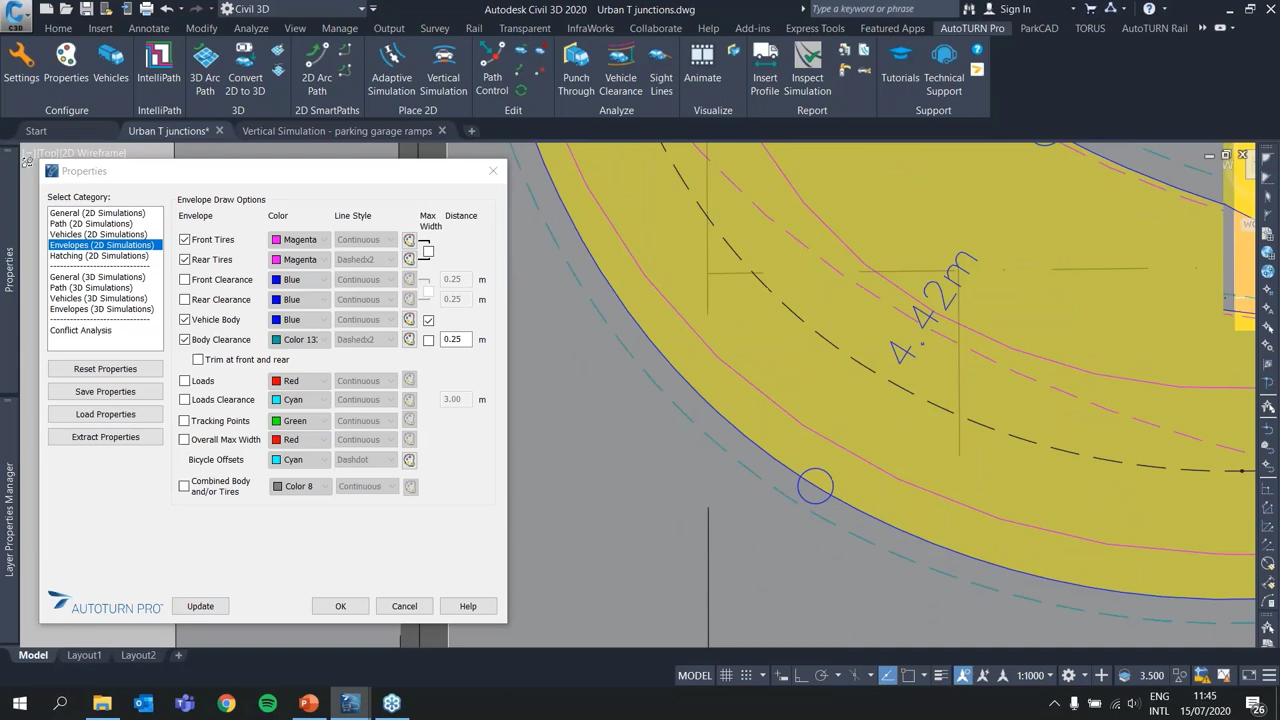 Civil 3D
Autodesk Civil 3D 2020 Urban T junctions.dwg
Type a keyword or phrase
Sign In
C3D
Home Insert Annotate Modify Analyze View Manage Output Survey Rail Transparent InfraWorks Collaborate Help Add-ins Express Tools Featured Apps AutoTURN Pro ParkCAD TORUS AutoTURN Rail
Settings Properties Vehicles IntelliPath 3D Arc Path Convert 2D to 3D 2D Arc Path Adaptive Simulation Vertical Simulation Path Control Punch Through Vehicle Clearance Sight Lines Animate Insert Profile Inspect Simulation Tutorials Technical Support
Configure IntelliPath 3D 2D SmartPaths Place 2D Edit Analyze Visualize Report Support
Start Urban T junctions* Vertical Simulation - parking garage ramps
[Top][2D Wireframe]
Properties
Select Category:
General (2D Simulations)
Path (2D Simulations)
Vehicles (2D Simulations)
Envelopes (2D Simulations)
Hatching (2D Simulations)
General (3D Simulations)
Path (3D Simulations)
Vehicles (3D Simulations)
Envelopes (3D Simulations)
Conflict Analysis
Reset Properties
Save Properties
Load Properties
Extract Properties
Envelope Draw Options
Envelope Color Line Style Max Width Distance
Front Tires Magenta Continuous
Rear Tires Magenta Dashedx2
Front Clearance Blue Continuous 0.25 m
Rear Clearance Blue Continuous 0.25 m
Vehicle Body Blue Continuous
Body Clearance Color 13 Dashedx2 0.25 m
Trim at front and rear
Loads Red Continuous
Loads Clearance Cyan Continuous 3.00 m
Tracking Points Green Continuous
Overall Max Width Red Continuous
Bicycle Offsets Cyan Dashdot
Combined Body and/or Tires Color 8 Continuous
AUTOTURN PRO
Update OK Cancel Help
4.42m
Properties
Layer Properties Manager
Model Layout1 Layout2
MODEL 1:1000 3.500
ENG
INTL
11:45
15/07/2020
26